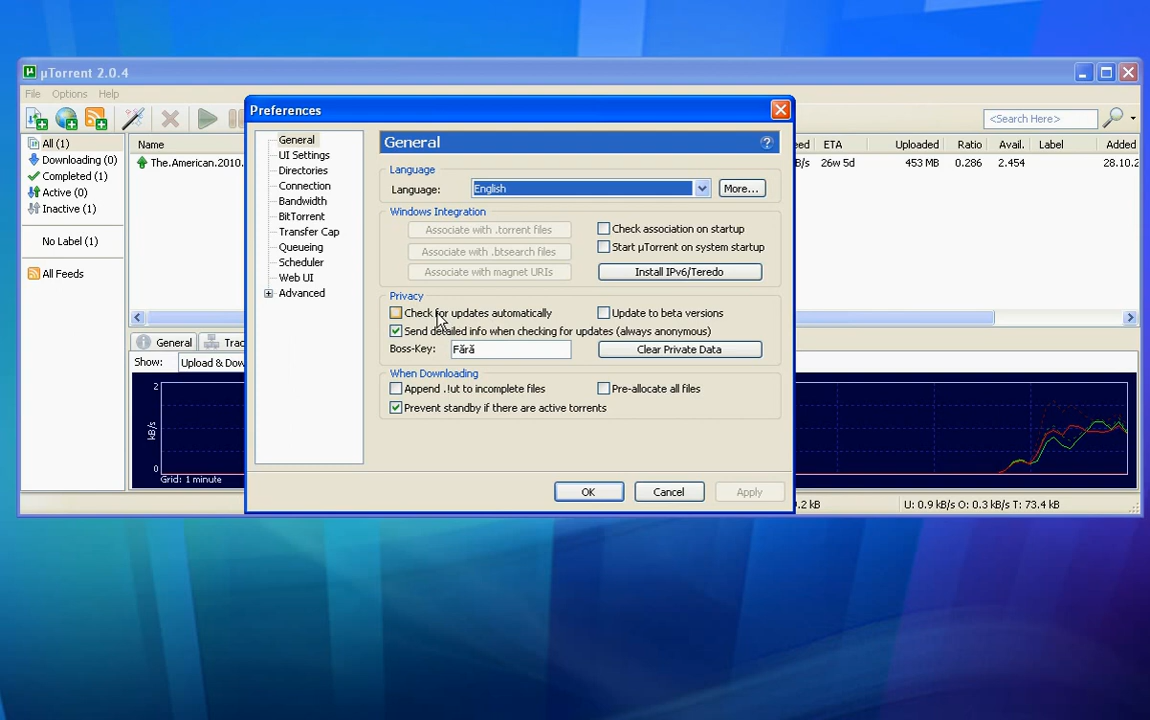 µTorrent 2.0.4
File Options Help
<Search Here>
All (1)
Downloading (0)
Completed (1)
Active (0)
Inactive (1)
No Label (1)
All Feeds
Name
ETA Uploaded Ratio Avail. Label Added
The.American.2010.
26w 5d 453 MB 0.286 2.454 28.10.2
Preferences
General
UI Settings
Directories
Connection
Bandwidth
BitTorrent
Transfer Cap
Queueing
Scheduler
Web UI
Advanced
General
Language
Language: English More...
Windows Integration
Associate with .torrent files
Check association on startup
Associate with .btsearch files
Start µTorrent on system startup
Associate with magnet URIs
Install IPv6/Teredo
Privacy
Check for updates automatically
Update to beta versions
Send detailed info when checking for updates (always anonymous)
Boss-Key: Fără
Clear Private Data
When Downloading
Append .!ut to incomplete files
Pre-allocate all files
Prevent standby if there are active torrents
OK Cancel Apply
General
Show: Upload & Dow
2
kB/s
0
Grid: 1 minute
U: 0.9 kB/s O: 0.3 kB/s T: 73.4 kB